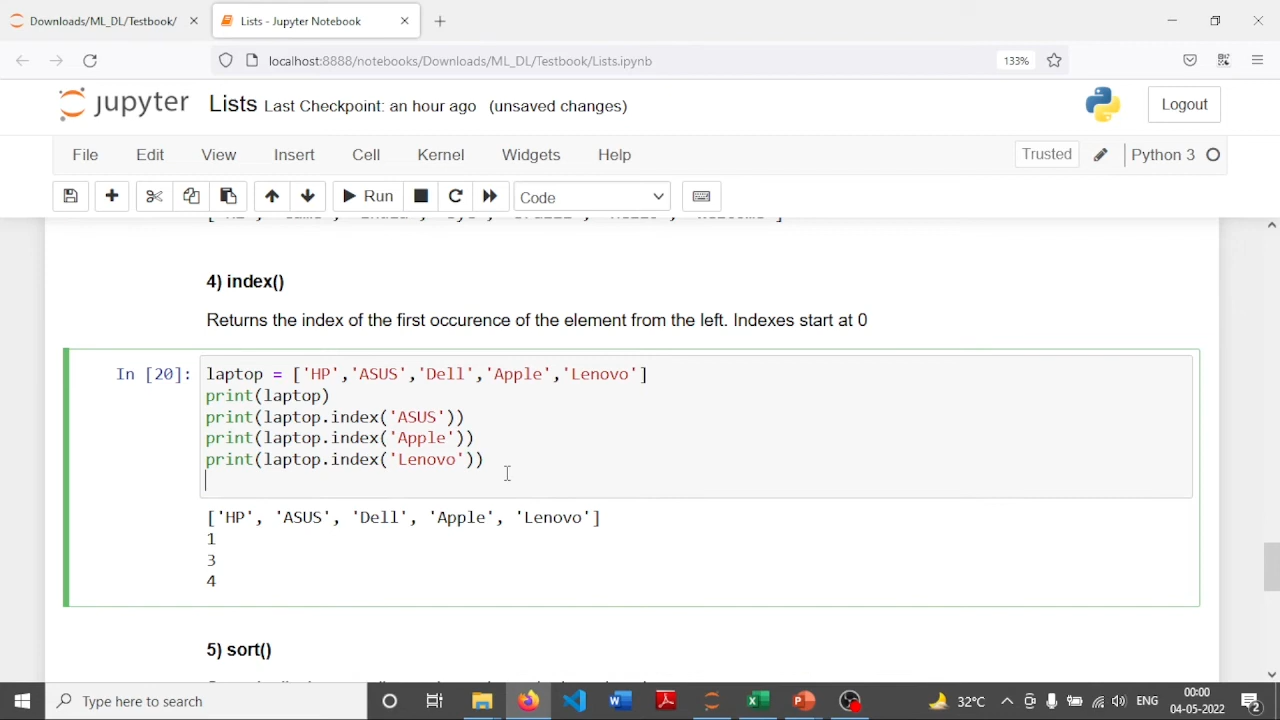 Downloads/ML_DL/Testbook/
Lists - Jupyter Notebook
localhost:8888/notebooks/Downloads/ML_DL/Testbook/Lists.ipynb
133%
jupyter Lists Last Checkpoint: an hour ago (unsaved changes)
Logout
File Edit View Insert Cell Kernel Widgets Help
Trusted
Python 3
Run
Code
4) index()
Returns the index of the first occurence of the element from the left. Indexes start at 0
In [20]: laptop = ['HP','ASUS','Dell','Apple','Lenovo']
print(laptop)
print(laptop.index('ASUS'))
print(laptop.index('Apple'))
print(laptop.index('Lenovo'))
['HP', 'ASUS', 'Dell', 'Apple', 'Lenovo']
1
3
4
5) sort()
Type here to search
32°C
ENG
00:00
04-05-2022
2